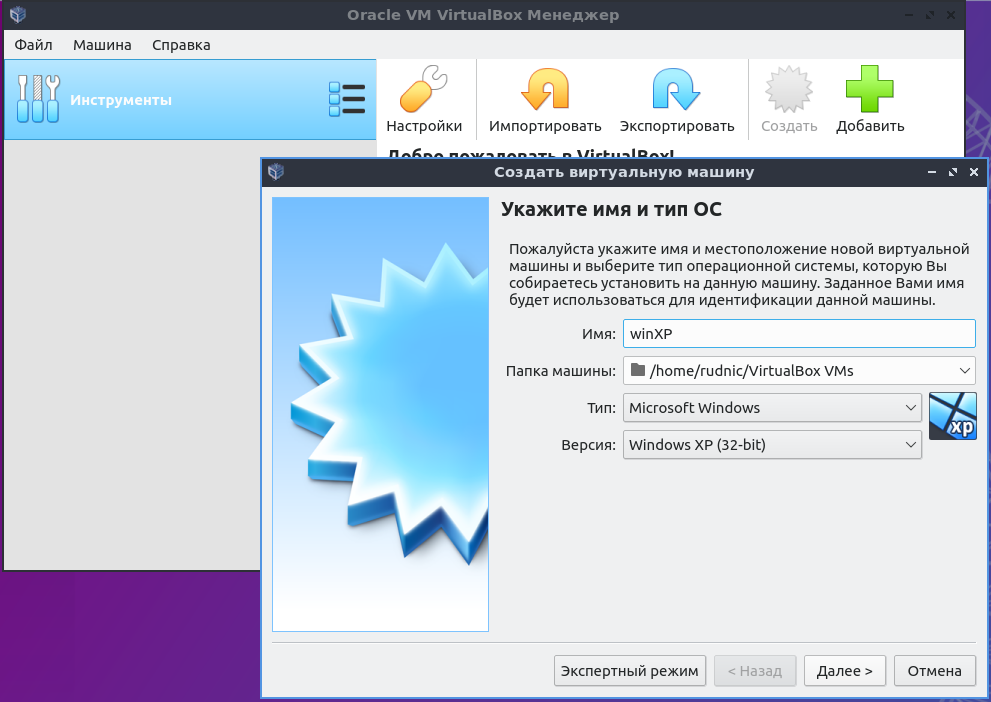 Oracle VM VirtualBox Менеджер
Файл Машина Справка
Инструменты
Настройки Импортировать Экспортировать Создать Добавить
Добро пожаловать в VirtualBox!
Создать виртуальную машину
Укажите имя и тип ОС
Пожалуйста укажите имя и местоположение новой виртуальной
машины и выберите тип операционной системы, которую Вы
собираетесь установить на данную машину. Заданное Вами имя
будет использоваться для идентификации данной машины.
Имя: winXP
Папка машины: /home/rudnic/VirtualBox VMs
Тип: Microsoft Windows
xp
Версия: Windows XP (32-bit)
Экспертный режим < Назад Далее > Отмена